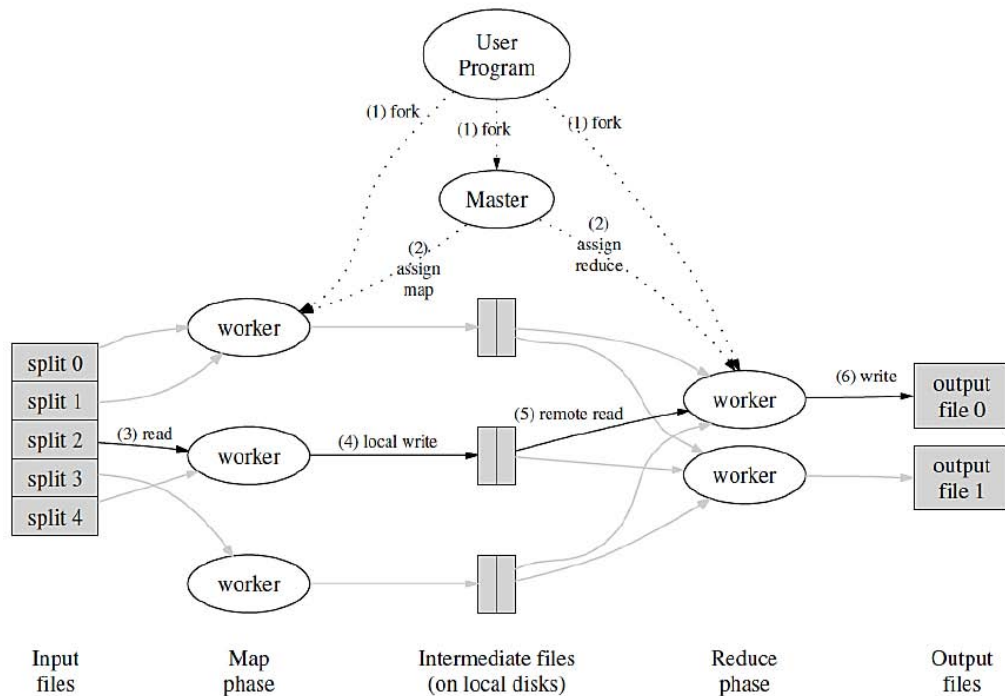 User
Program
(1) fork
(1) fork
(1) fork
Master
(2)
assign
map
(2)
assign
reduce
worker
split 0
split 1
split 2
split 3
split 4
(3) read
worker
(4) local write
(5) remote read
worker
(6) write
output
file 0
worker
output
file 1
worker
Input
files
Map
phase
Intermediate files
(on local disks)
Reduce
phase
Output
files